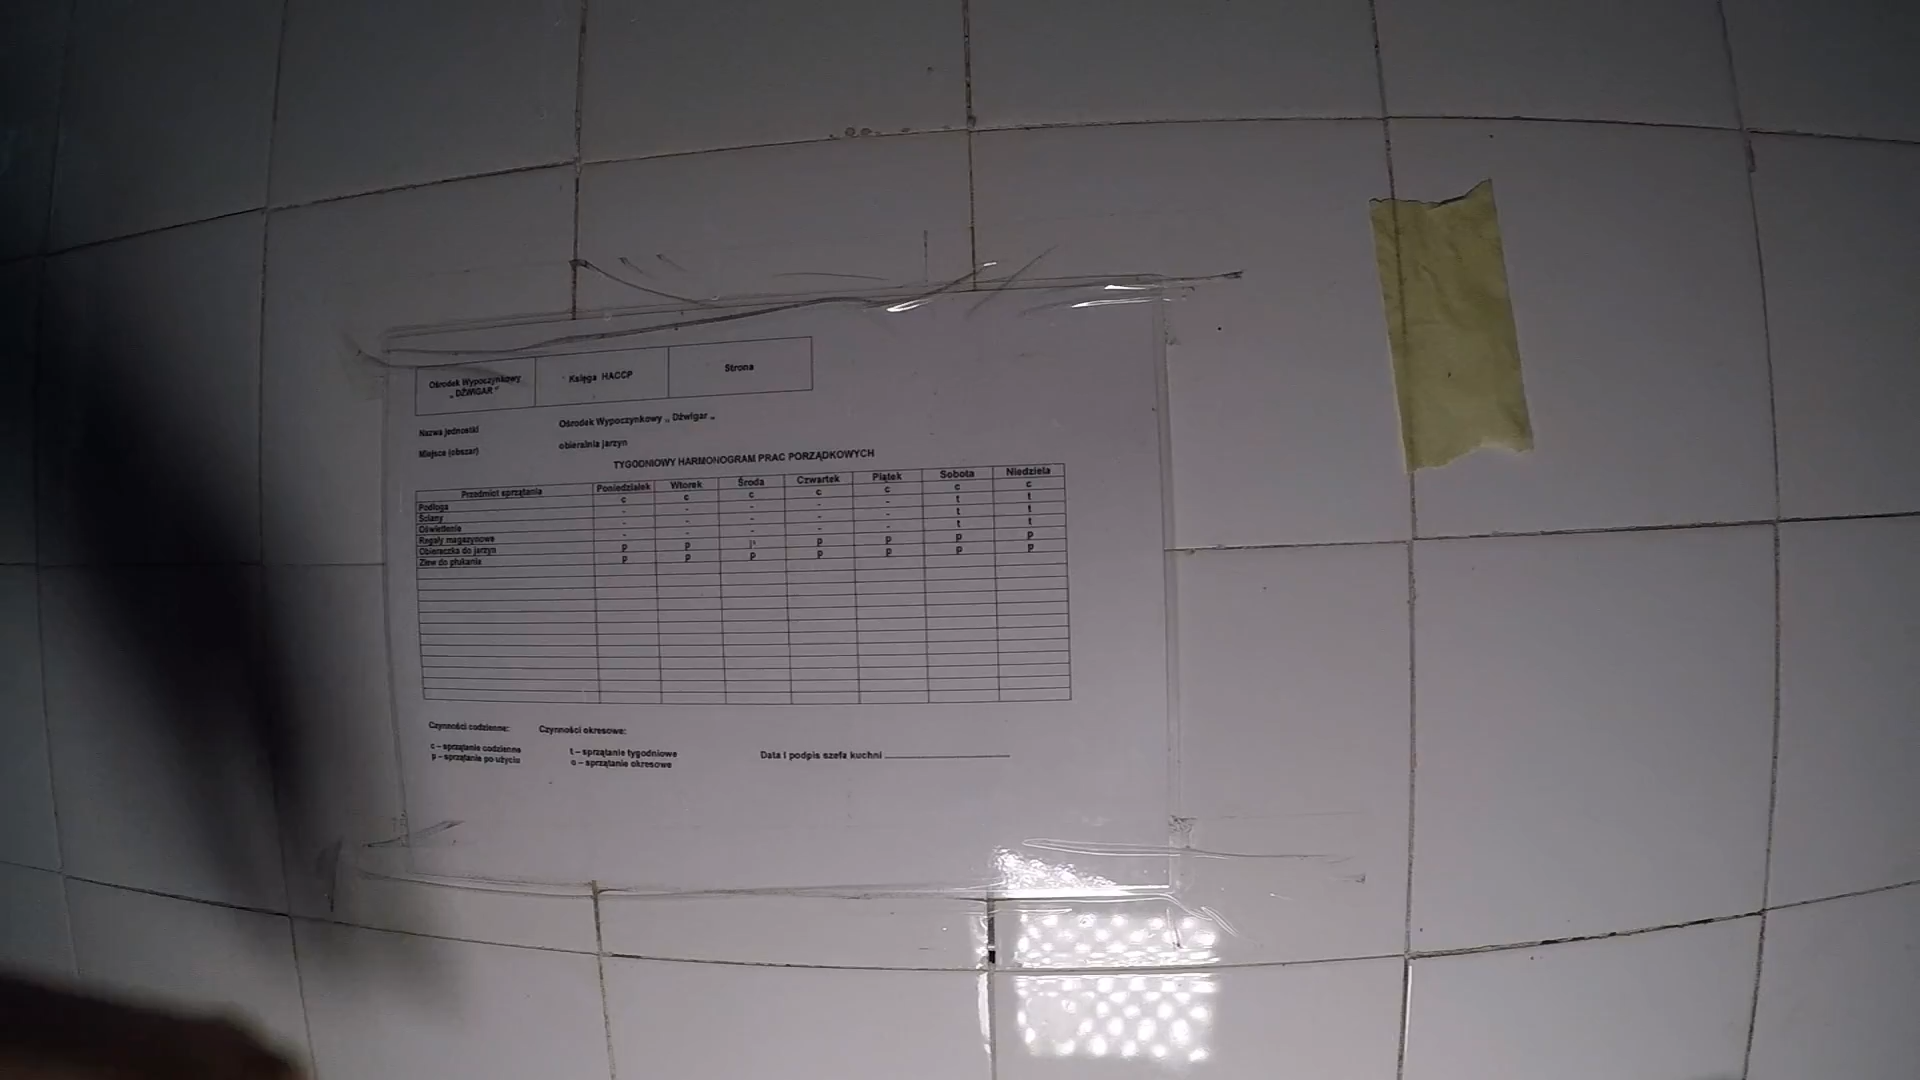 Ośrodek Wypoczynkowy
„ DŹWIGAR "
Księga HACCP
Strona
Nazwa jednostki
Ośrodek Wypoczynkowy „ Dźwigar „
Miejsce (obszar)
obieralnia jarzyn
TYGODNIOWY HARMONOGRAM PRAC PORZĄDKOWYCH
Przedmiot sprzątania Poniedziałek Wtorek Środa Czwartek Piątek Sobota Niedziela
Podłoga c c c c c c c
Ściany - - - - - t t
Oświetlenie - - - - - t t
Regały magazynowe - - - - - t t
Obieraczka do jarzyn p p p p p p p
Zlew do płukania p p p p p p p
Czynności codzienne:
Czynności okresowe:
c – sprzątanie codzienne
p – sprzątanie po użyciu
t – sprzątanie tygodniowe
o – sprzątanie okresowe
Data i podpis szefa kuchni